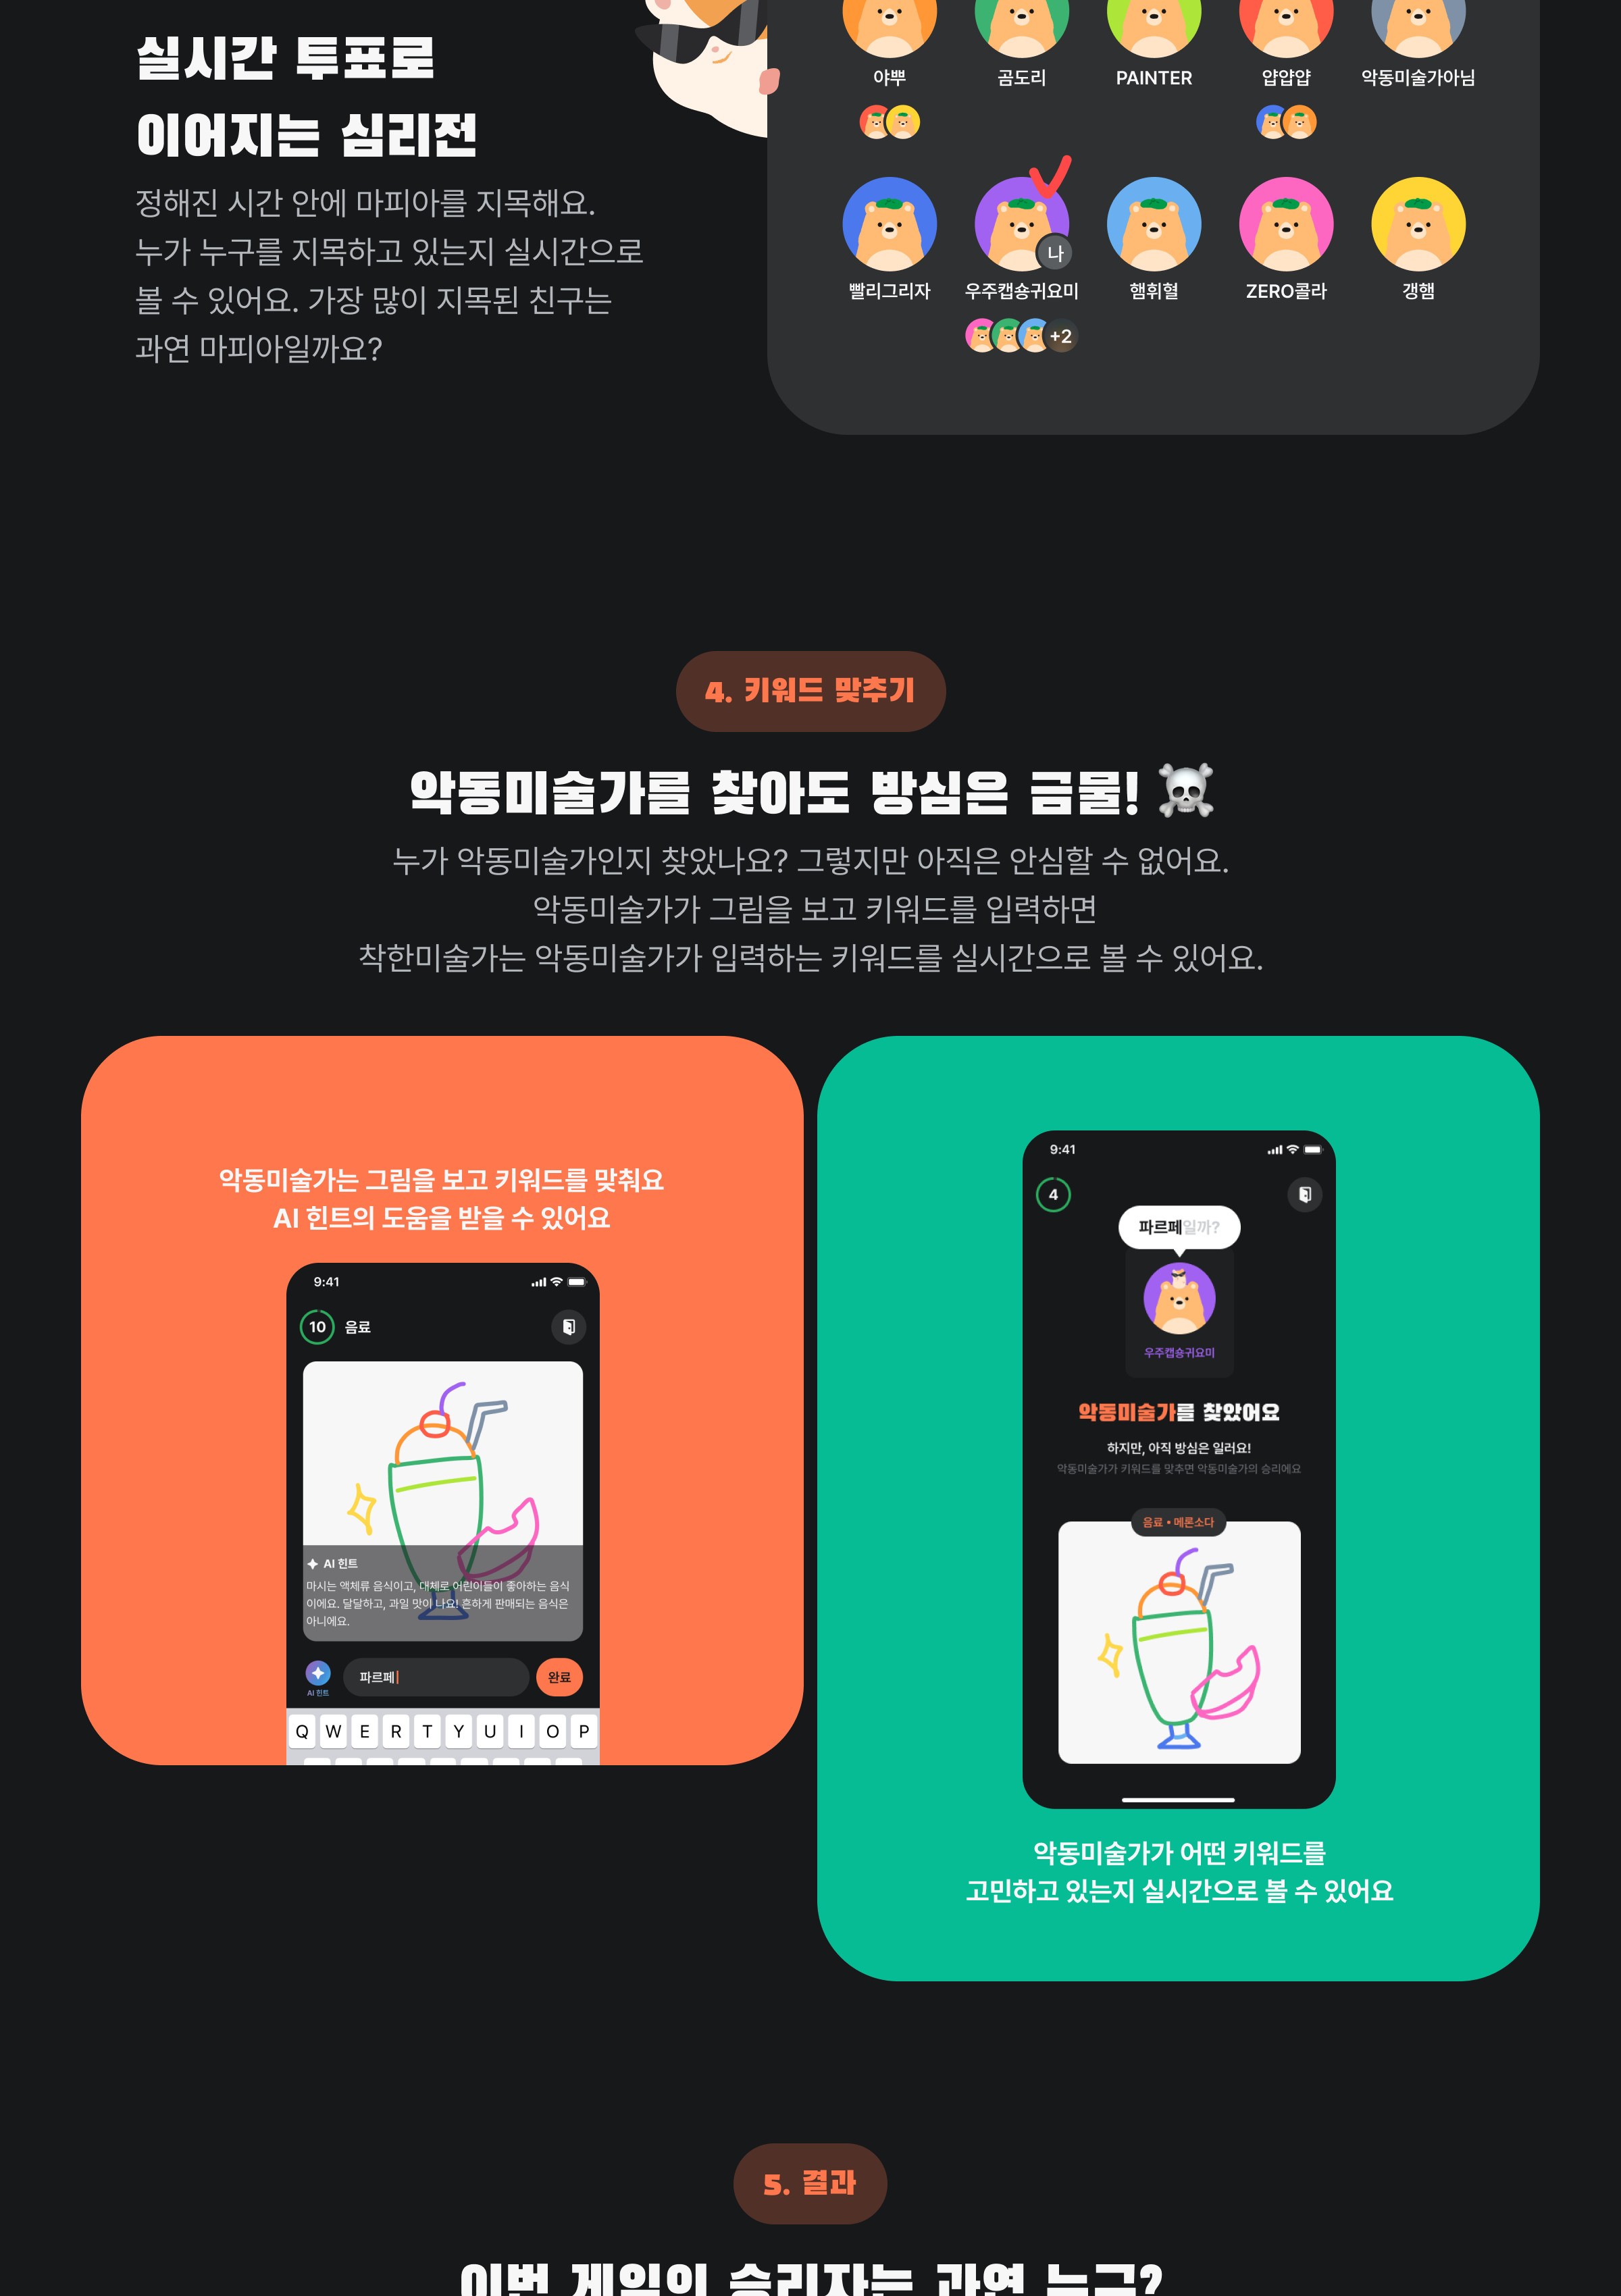 실시간 투표로
이어지는 심리전
정해진 시간 안에 마피아를 지목해요.
누가 누구를 지목하고 있는지 실시간으로
볼 수 있어요. 가장 많이 지목된 친구는
과연 마피아일까요?
야뿌
곰도리
PAINTER
얍얍얍
악동미술가아님
나
빨리그리자
우주캡숑귀요미
햄휘혈
ZERO콜라
갱햄
+2
4. 키워드 맞추기
악동미술가를 찾아도 방심은 금물! ☠️
누가 악동미술가인지 찾았나요? 그렇지만 아직은 안심할 수 없어요.
악동미술가가 그림을 보고 키워드를 입력하면
착한미술가는 악동미술가가 입력하는 키워드를 실시간으로 볼 수 있어요.
악동미술가는 그림을 보고 키워드를 맞춰요
AI 힌트의 도움을 받을 수 있어요
9:41
10 음료
AI 힌트
마시는 액체류 음식이고, 대체로 어린이들이 좋아하는 음식
이에요. 달달하고, 과일 맛이 나요! 흔하게 판매되는 음식은
아니에요.
AI 힌트
파르페
완료
Q W E R T Y U I O P
9:41
4
파르페일까?
우주캡숑귀요미
악동미술가를 찾았어요
하지만, 아직 방심은 일러요!
악동미술가가 키워드를 맞추면 악동미술가의 승리에요
음료 • 메론소다
악동미술가가 어떤 키워드를
고민하고 있는지 실시간으로 볼 수 있어요
5. 결과
이번 게임의 승리자는 과연 누구?